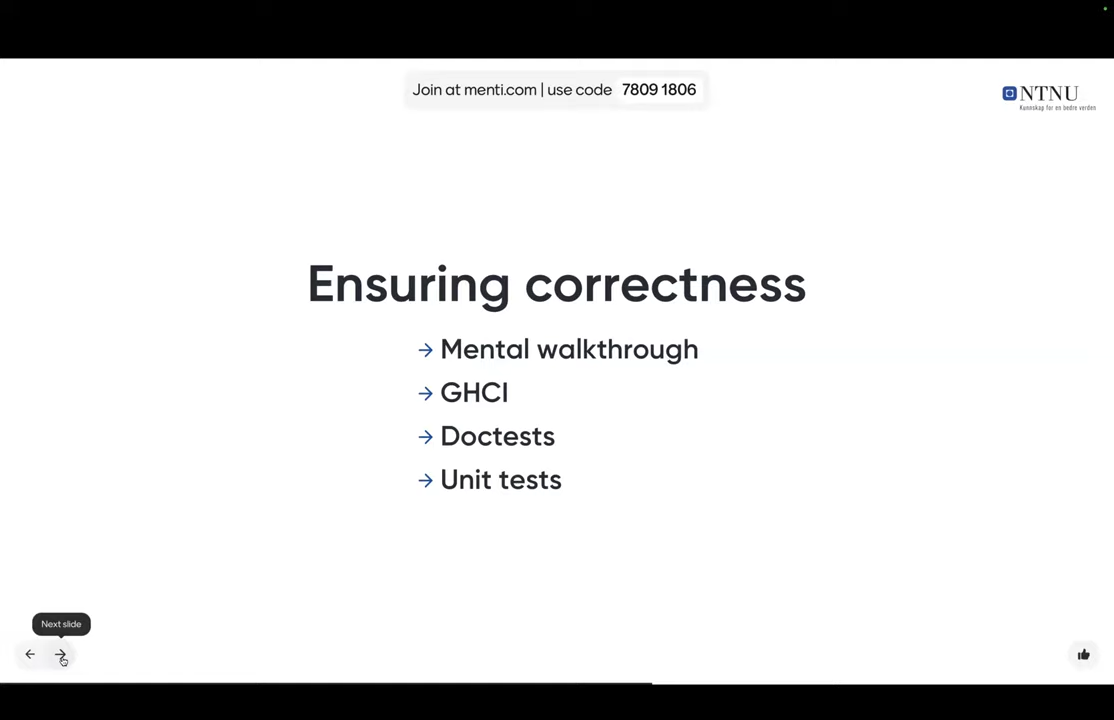 Join at menti.com | use code 7809 1806
NTNU
Kunnskap for en bedre verden
Ensuring correctness
→ Mental walkthrough
→ GHCI
→ Doctests
→ Unit tests
Next slide